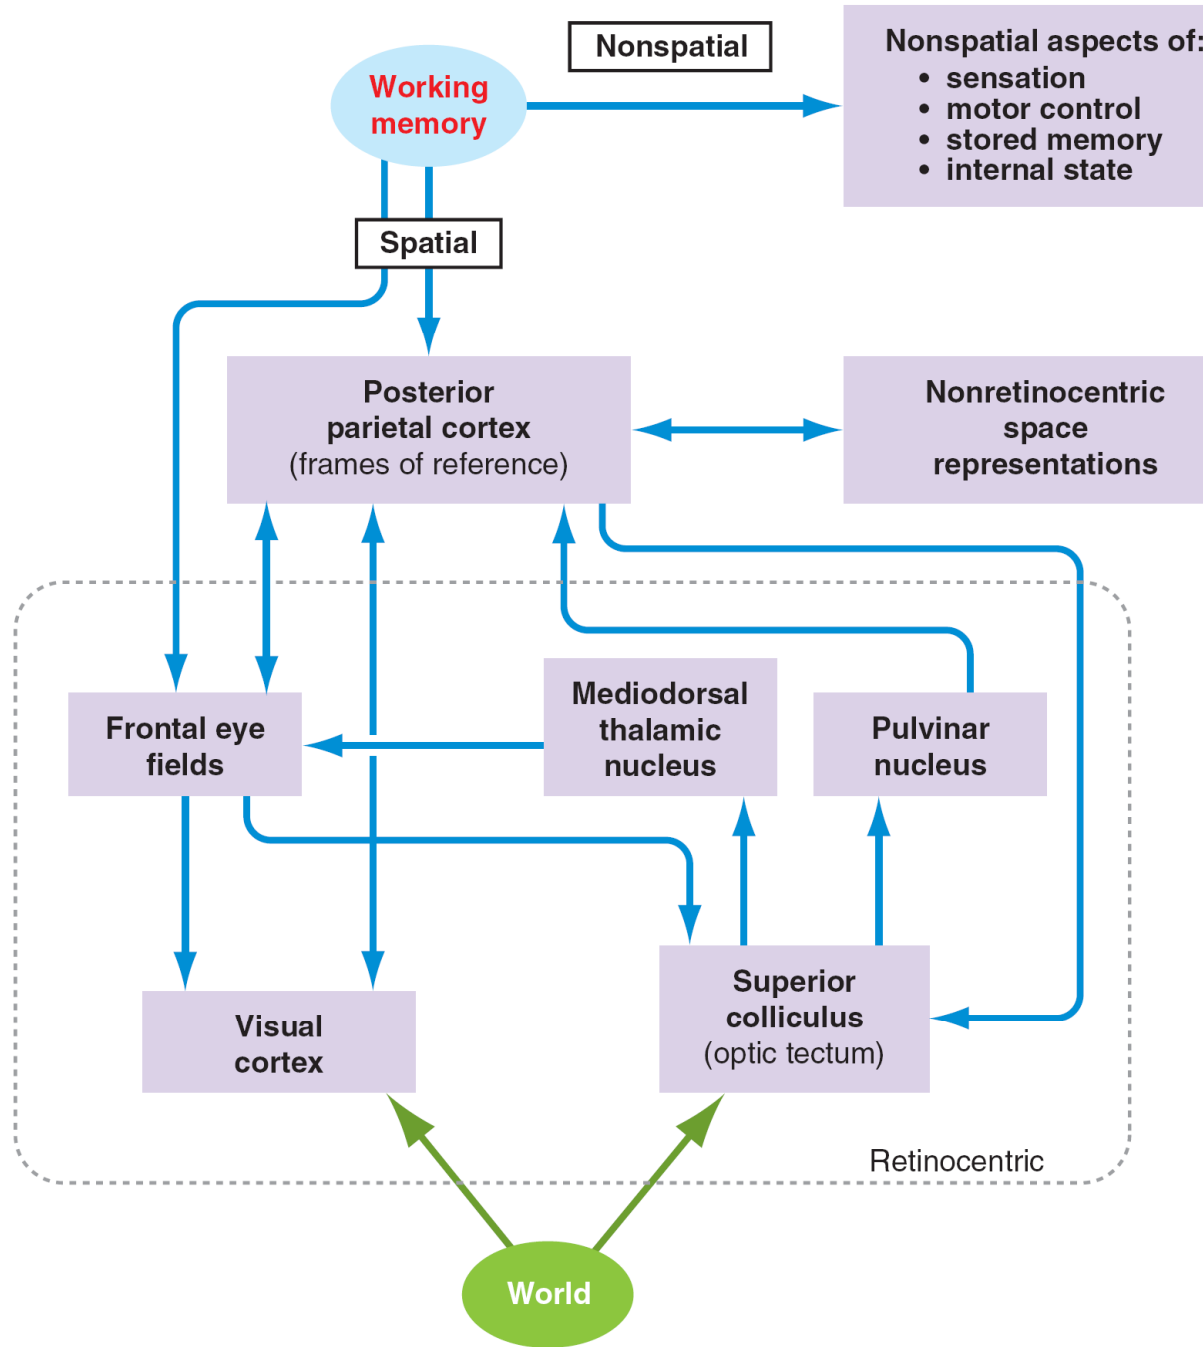 Nonspatial
Nonspatial aspects of:
• sensation
• motor control
• stored memory
• internal state
Working
memory
Spatial
Posterior
parietal cortex
(frames of reference)
Nonretinocentric
space
representations
Frontal eye
fields
Mediodorsal
thalamic
nucleus
Pulvinar
nucleus
Visual
cortex
Superior
colliculus
(optic tectum)
Retinocentric
World